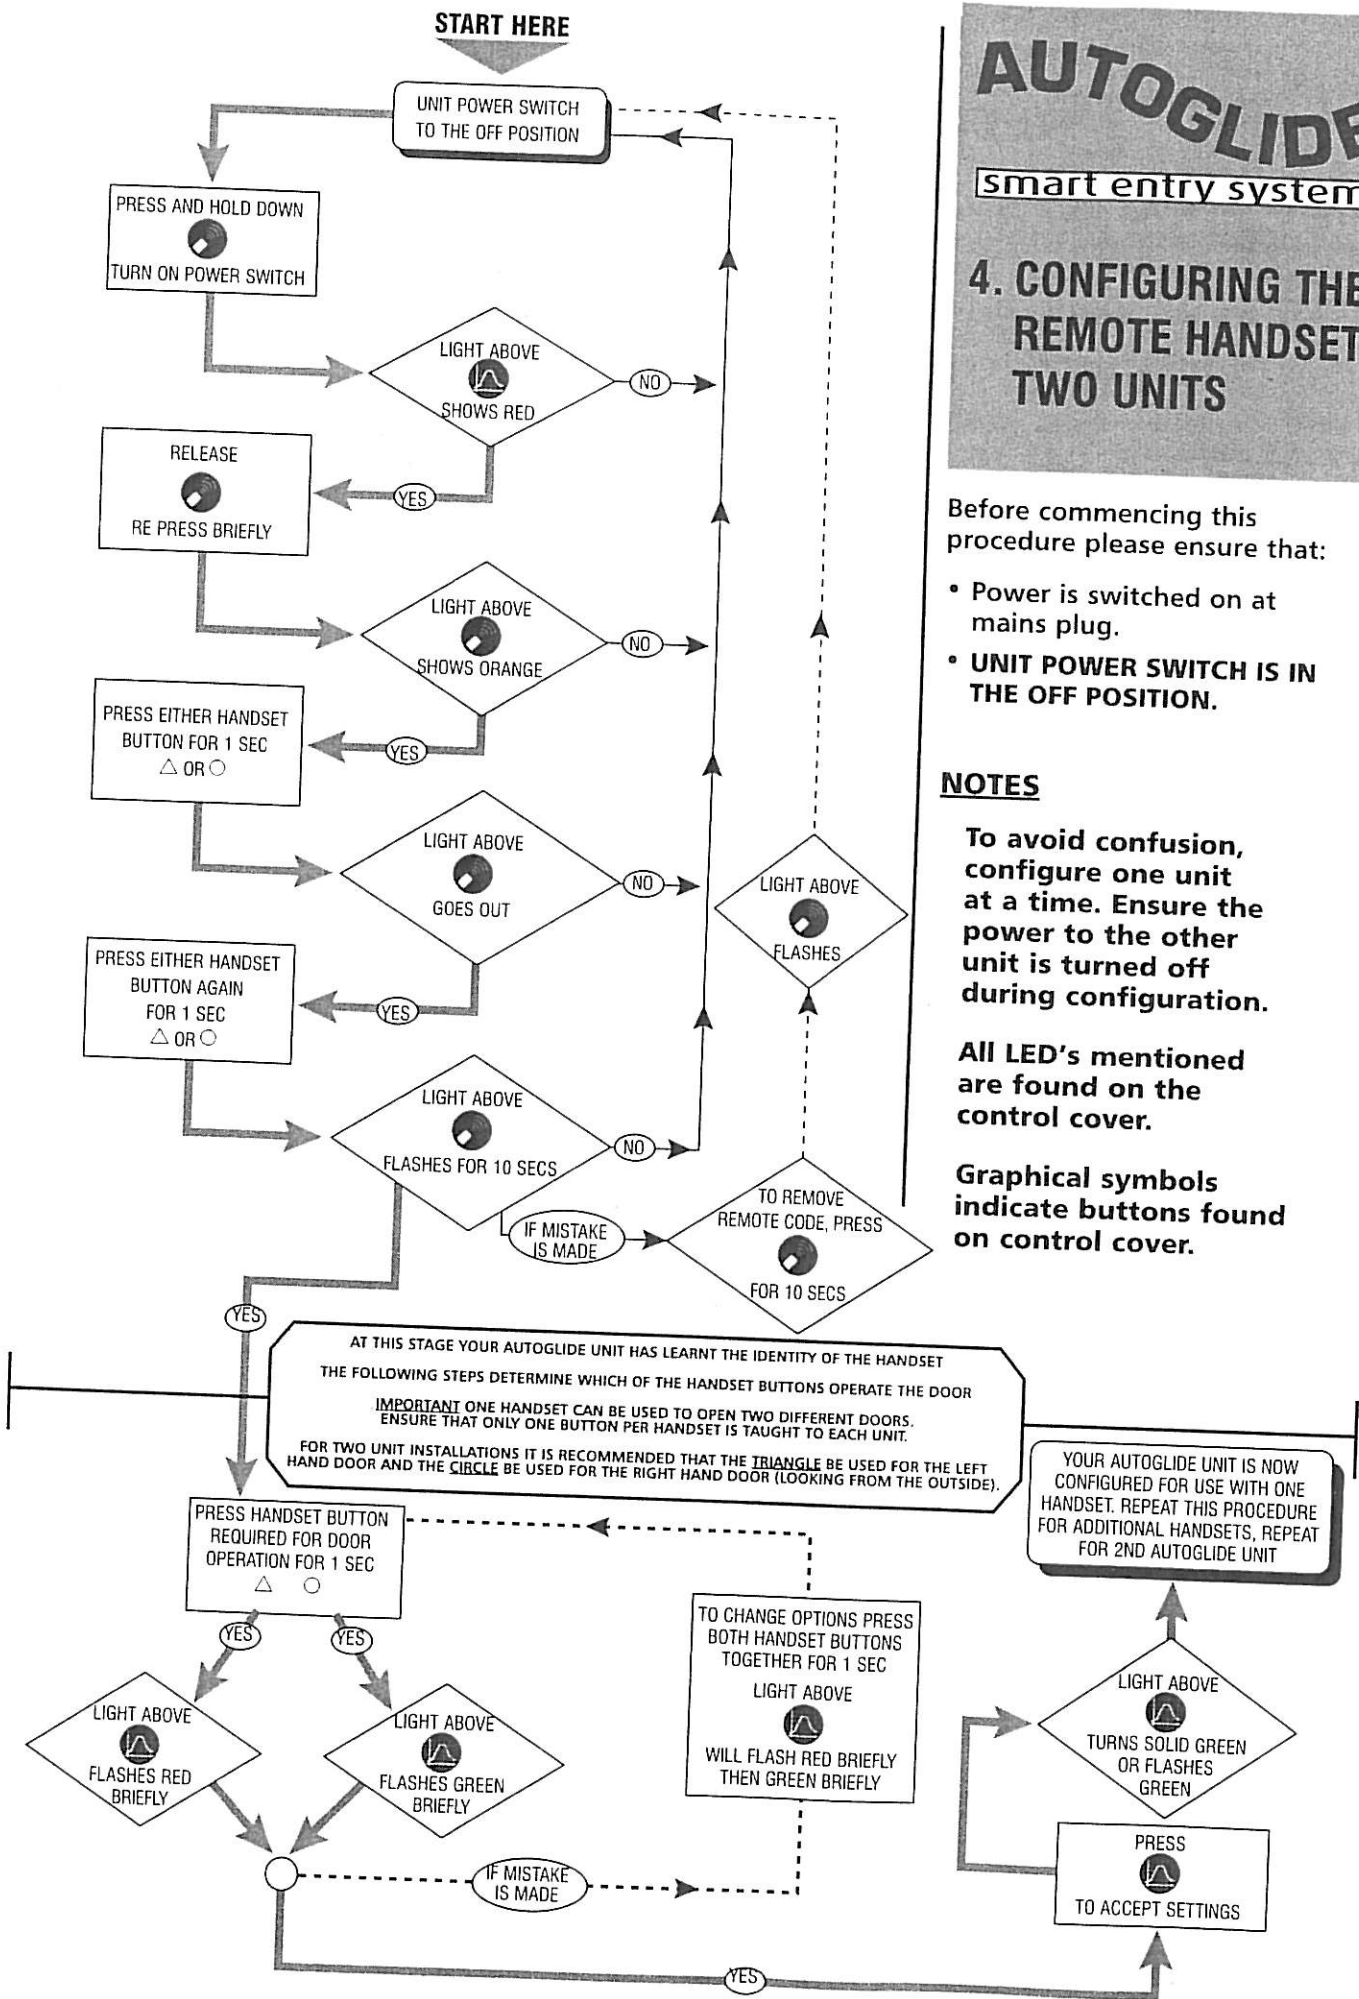 START HERE
UNIT POWER SWITCH
TO THE OFF POSITION
PRESS AND HOLD DOWN
TURN ON POWER SWITCH
LIGHT ABOVE
SHOWS RED
NO
YES
RELEASE
RE PRESS BRIEFLY
LIGHT ABOVE
SHOWS ORANGE
NO
YES
PRESS EITHER HANDSET
BUTTON FOR 1 SEC
△ OR ○
LIGHT ABOVE
GOES OUT
NO
YES
PRESS EITHER HANDSET
BUTTON AGAIN
FOR 1 SEC
△ OR ○
LIGHT ABOVE
FLASHES FOR 10 SECS
NO
IF MISTAKE
IS MADE
TO REMOVE
REMOTE CODE, PRESS
FOR 10 SECS
LIGHT ABOVE
FLASHES
YES
AUTOGLIDE
smart entry system
4. CONFIGURING THE
REMOTE HANDSET
TWO UNITS
Before commencing this
procedure please ensure that:
• Power is switched on at
mains plug.
• UNIT POWER SWITCH IS IN
THE OFF POSITION.
NOTES
To avoid confusion,
configure one unit
at a time. Ensure the
power to the other
unit is turned off
during configuration.
All LED's mentioned
are found on the
control cover.
Graphical symbols
indicate buttons found
on control cover.
AT THIS STAGE YOUR AUTOGLIDE UNIT HAS LEARNT THE IDENTITY OF THE HANDSET
THE FOLLOWING STEPS DETERMINE WHICH OF THE HANDSET BUTTONS OPERATE THE DOOR
IMPORTANT ONE HANDSET CAN BE USED TO OPEN TWO DIFFERENT DOORS.
ENSURE THAT ONLY ONE BUTTON PER HANDSET IS TAUGHT TO EACH UNIT.
FOR TWO UNIT INSTALLATIONS IT IS RECOMMENDED THAT THE TRIANGLE BE USED FOR THE LEFT
HAND DOOR AND THE CIRCLE BE USED FOR THE RIGHT HAND DOOR (LOOKING FROM THE OUTSIDE).
PRESS HANDSET BUTTON
REQUIRED FOR DOOR
OPERATION FOR 1 SEC
△ ○
YES
YES
LIGHT ABOVE
FLASHES RED
BRIEFLY
LIGHT ABOVE
FLASHES GREEN
BRIEFLY
IF MISTAKE
IS MADE
TO CHANGE OPTIONS PRESS
BOTH HANDSET BUTTONS
TOGETHER FOR 1 SEC
LIGHT ABOVE
WILL FLASH RED BRIEFLY
THEN GREEN BRIEFLY
YES
PRESS
TO ACCEPT SETTINGS
LIGHT ABOVE
TURNS SOLID GREEN
OR FLASHES
GREEN
YOUR AUTOGLIDE UNIT IS NOW
CONFIGURED FOR USE WITH ONE
HANDSET. REPEAT THIS PROCEDURE
FOR ADDITIONAL HANDSETS, REPEAT
FOR 2ND AUTOGLIDE UNIT